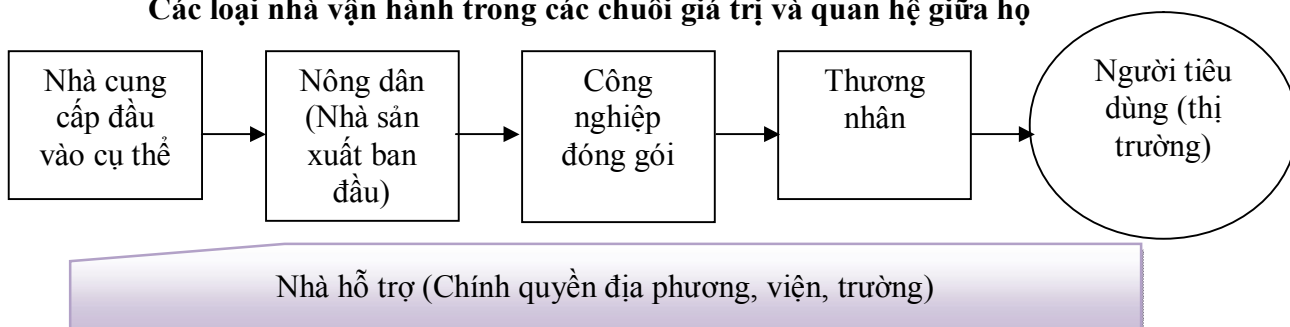 Các loại nhà vận hành trong các chuỗi giá trị và quan hệ giữa họ
Nhà cung
cấp đầu
vào cụ thể
Nông dân
(Nhà sản
xuất ban
đầu)
Công
nghiệp
đóng gói
Thương
nhân
Người tiêu
dùng (thị
trường)
Nhà hỗ trợ (Chính quyền địa phương, viện, trường)